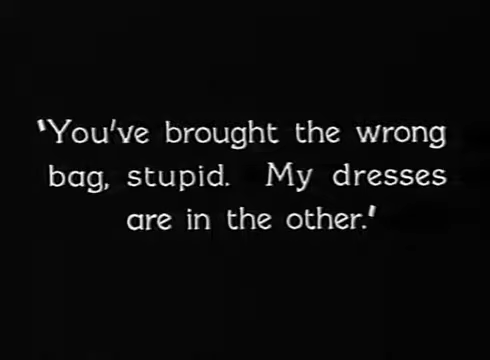 'You've brought the wrong
bag, stupid. My dresses
are in the other.'